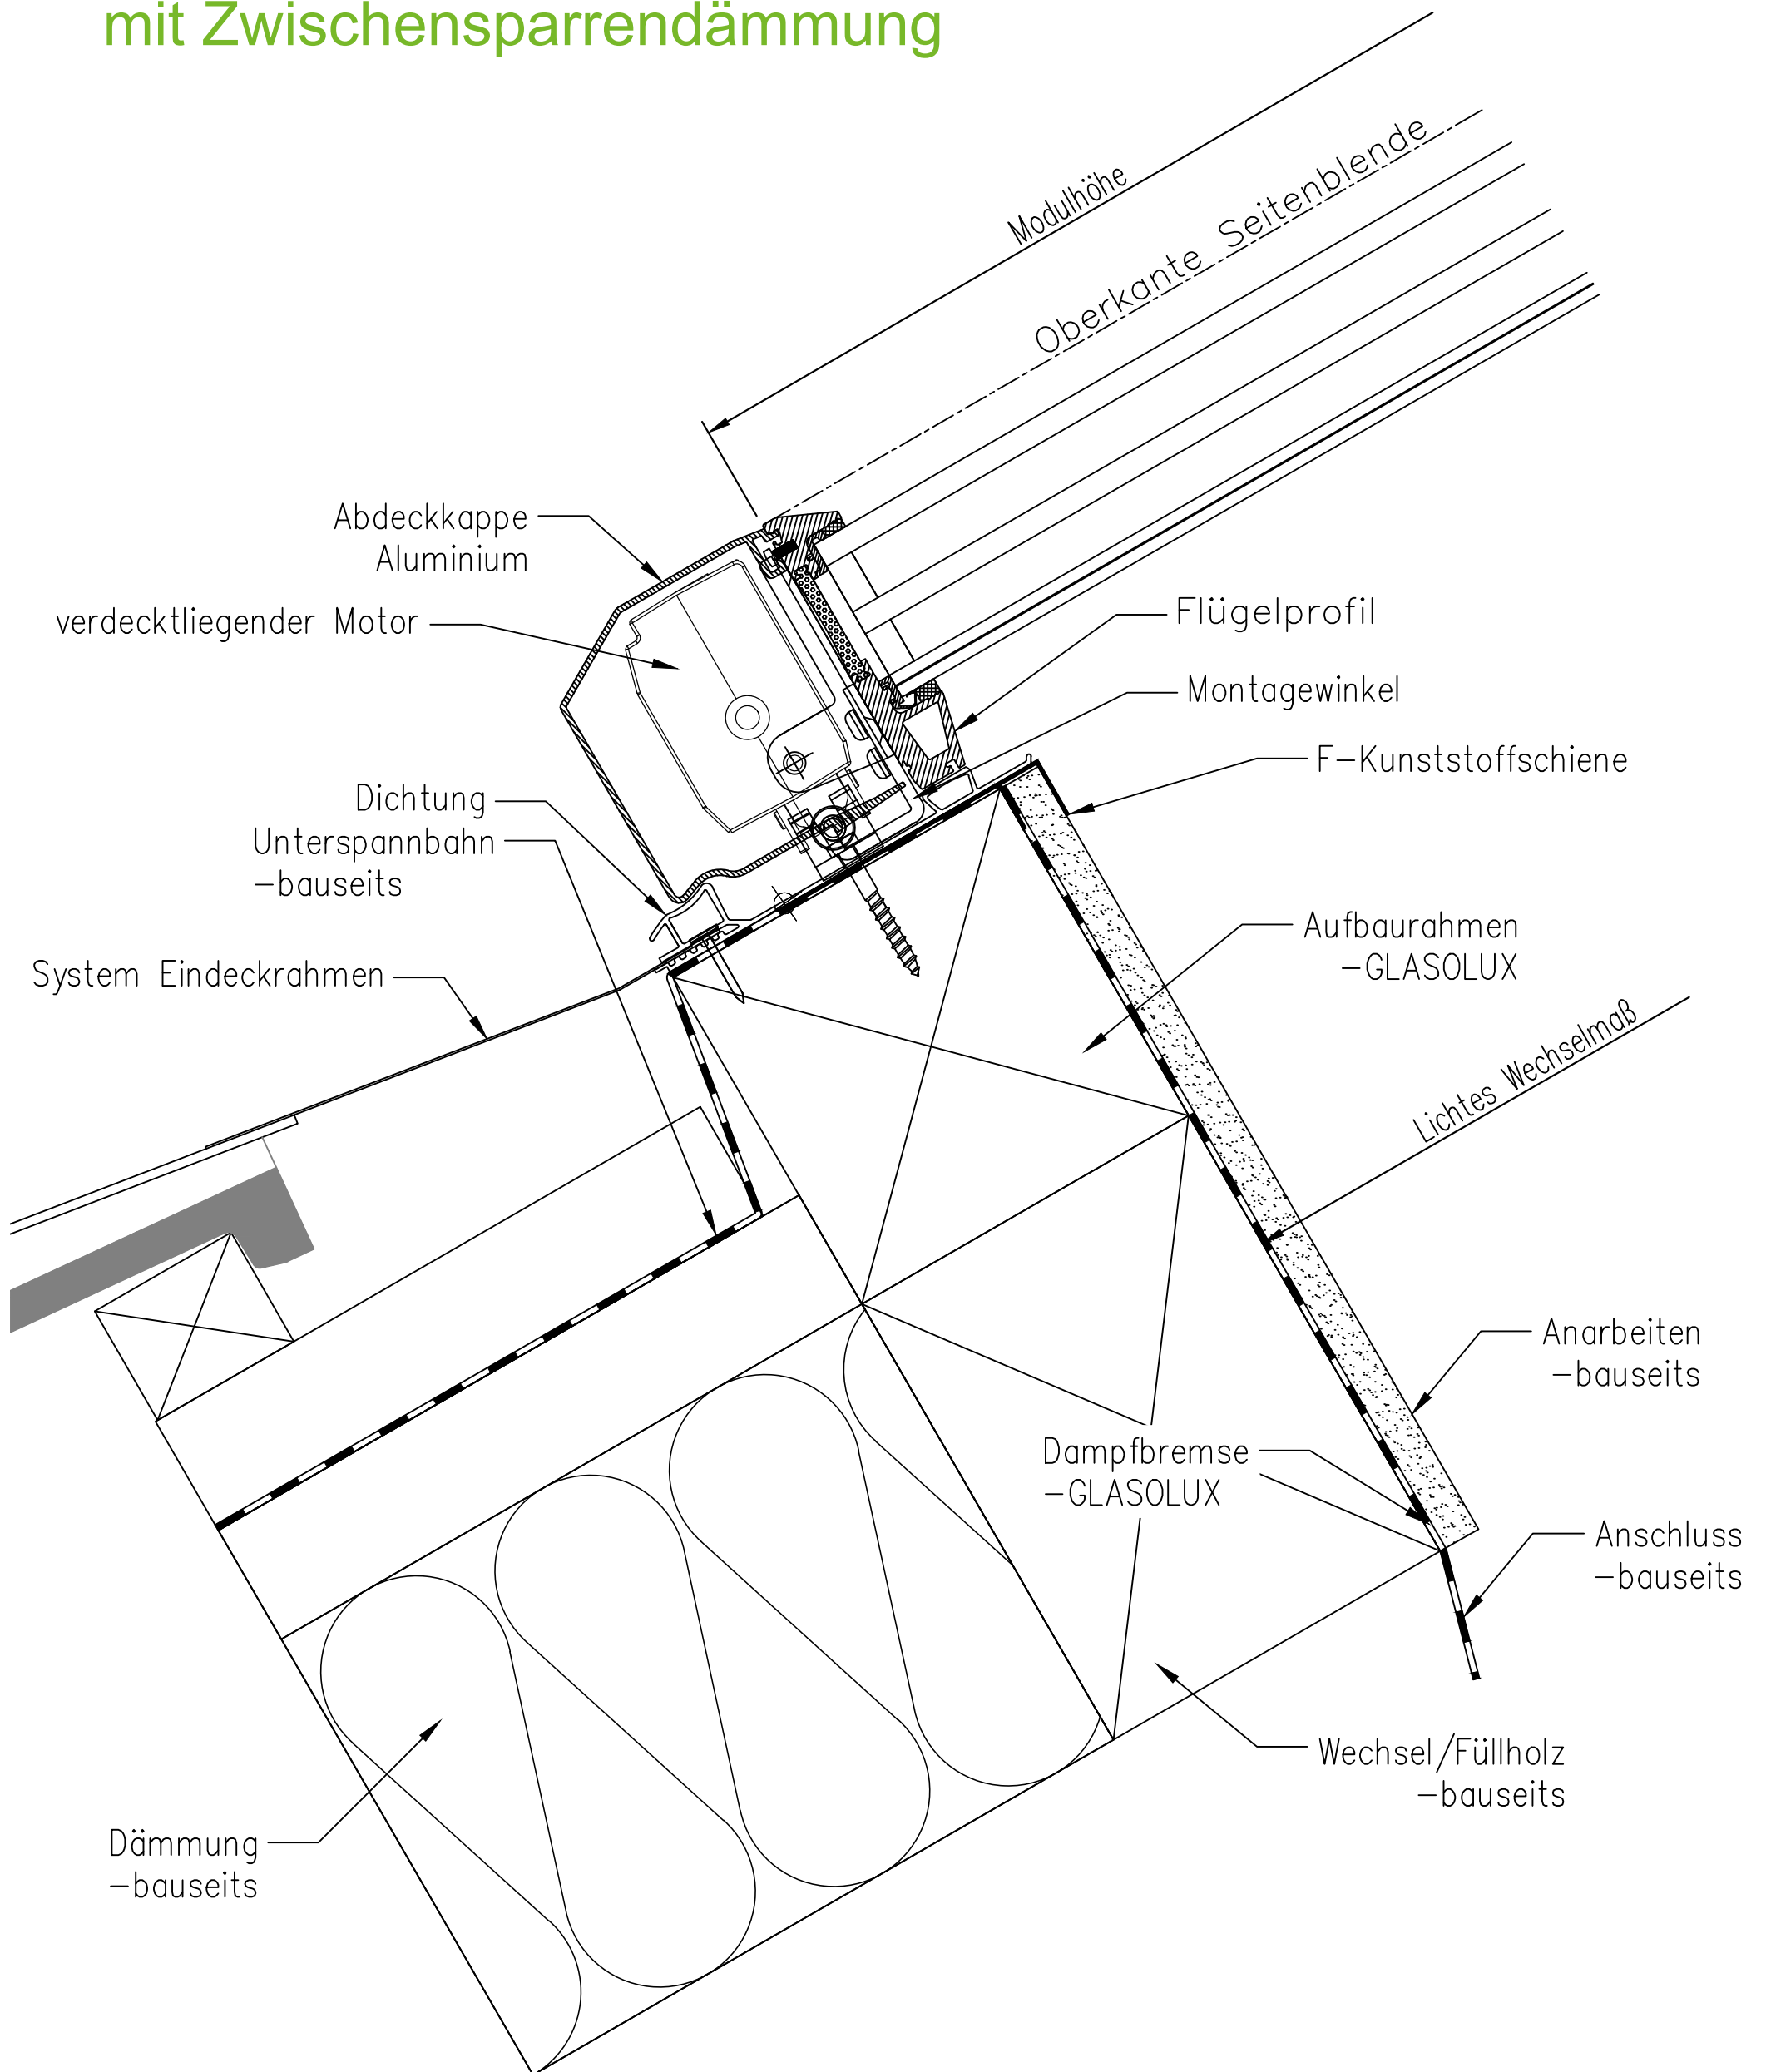 mit Zwischensparrendämmung
Modulhöhe
Oberkante Seitenblende
Abdeckkappe
Aluminium
verdecktliegender Motor
Flügelprofil
Montagewinkel
F-Kunststoffschiene
Dichtung
Unterspannbahn
-bauseits
Aufbaurahmen
-GLASOLUX
System Eindeckrahmen
Lichtes Wechselmaß
Anarbeiten
-bauseits
Dampfbremse
-GLASOLUX
Anschluss
-bauseits
Wechsel/Füllholz
-bauseits
Dämmung
-bauseits